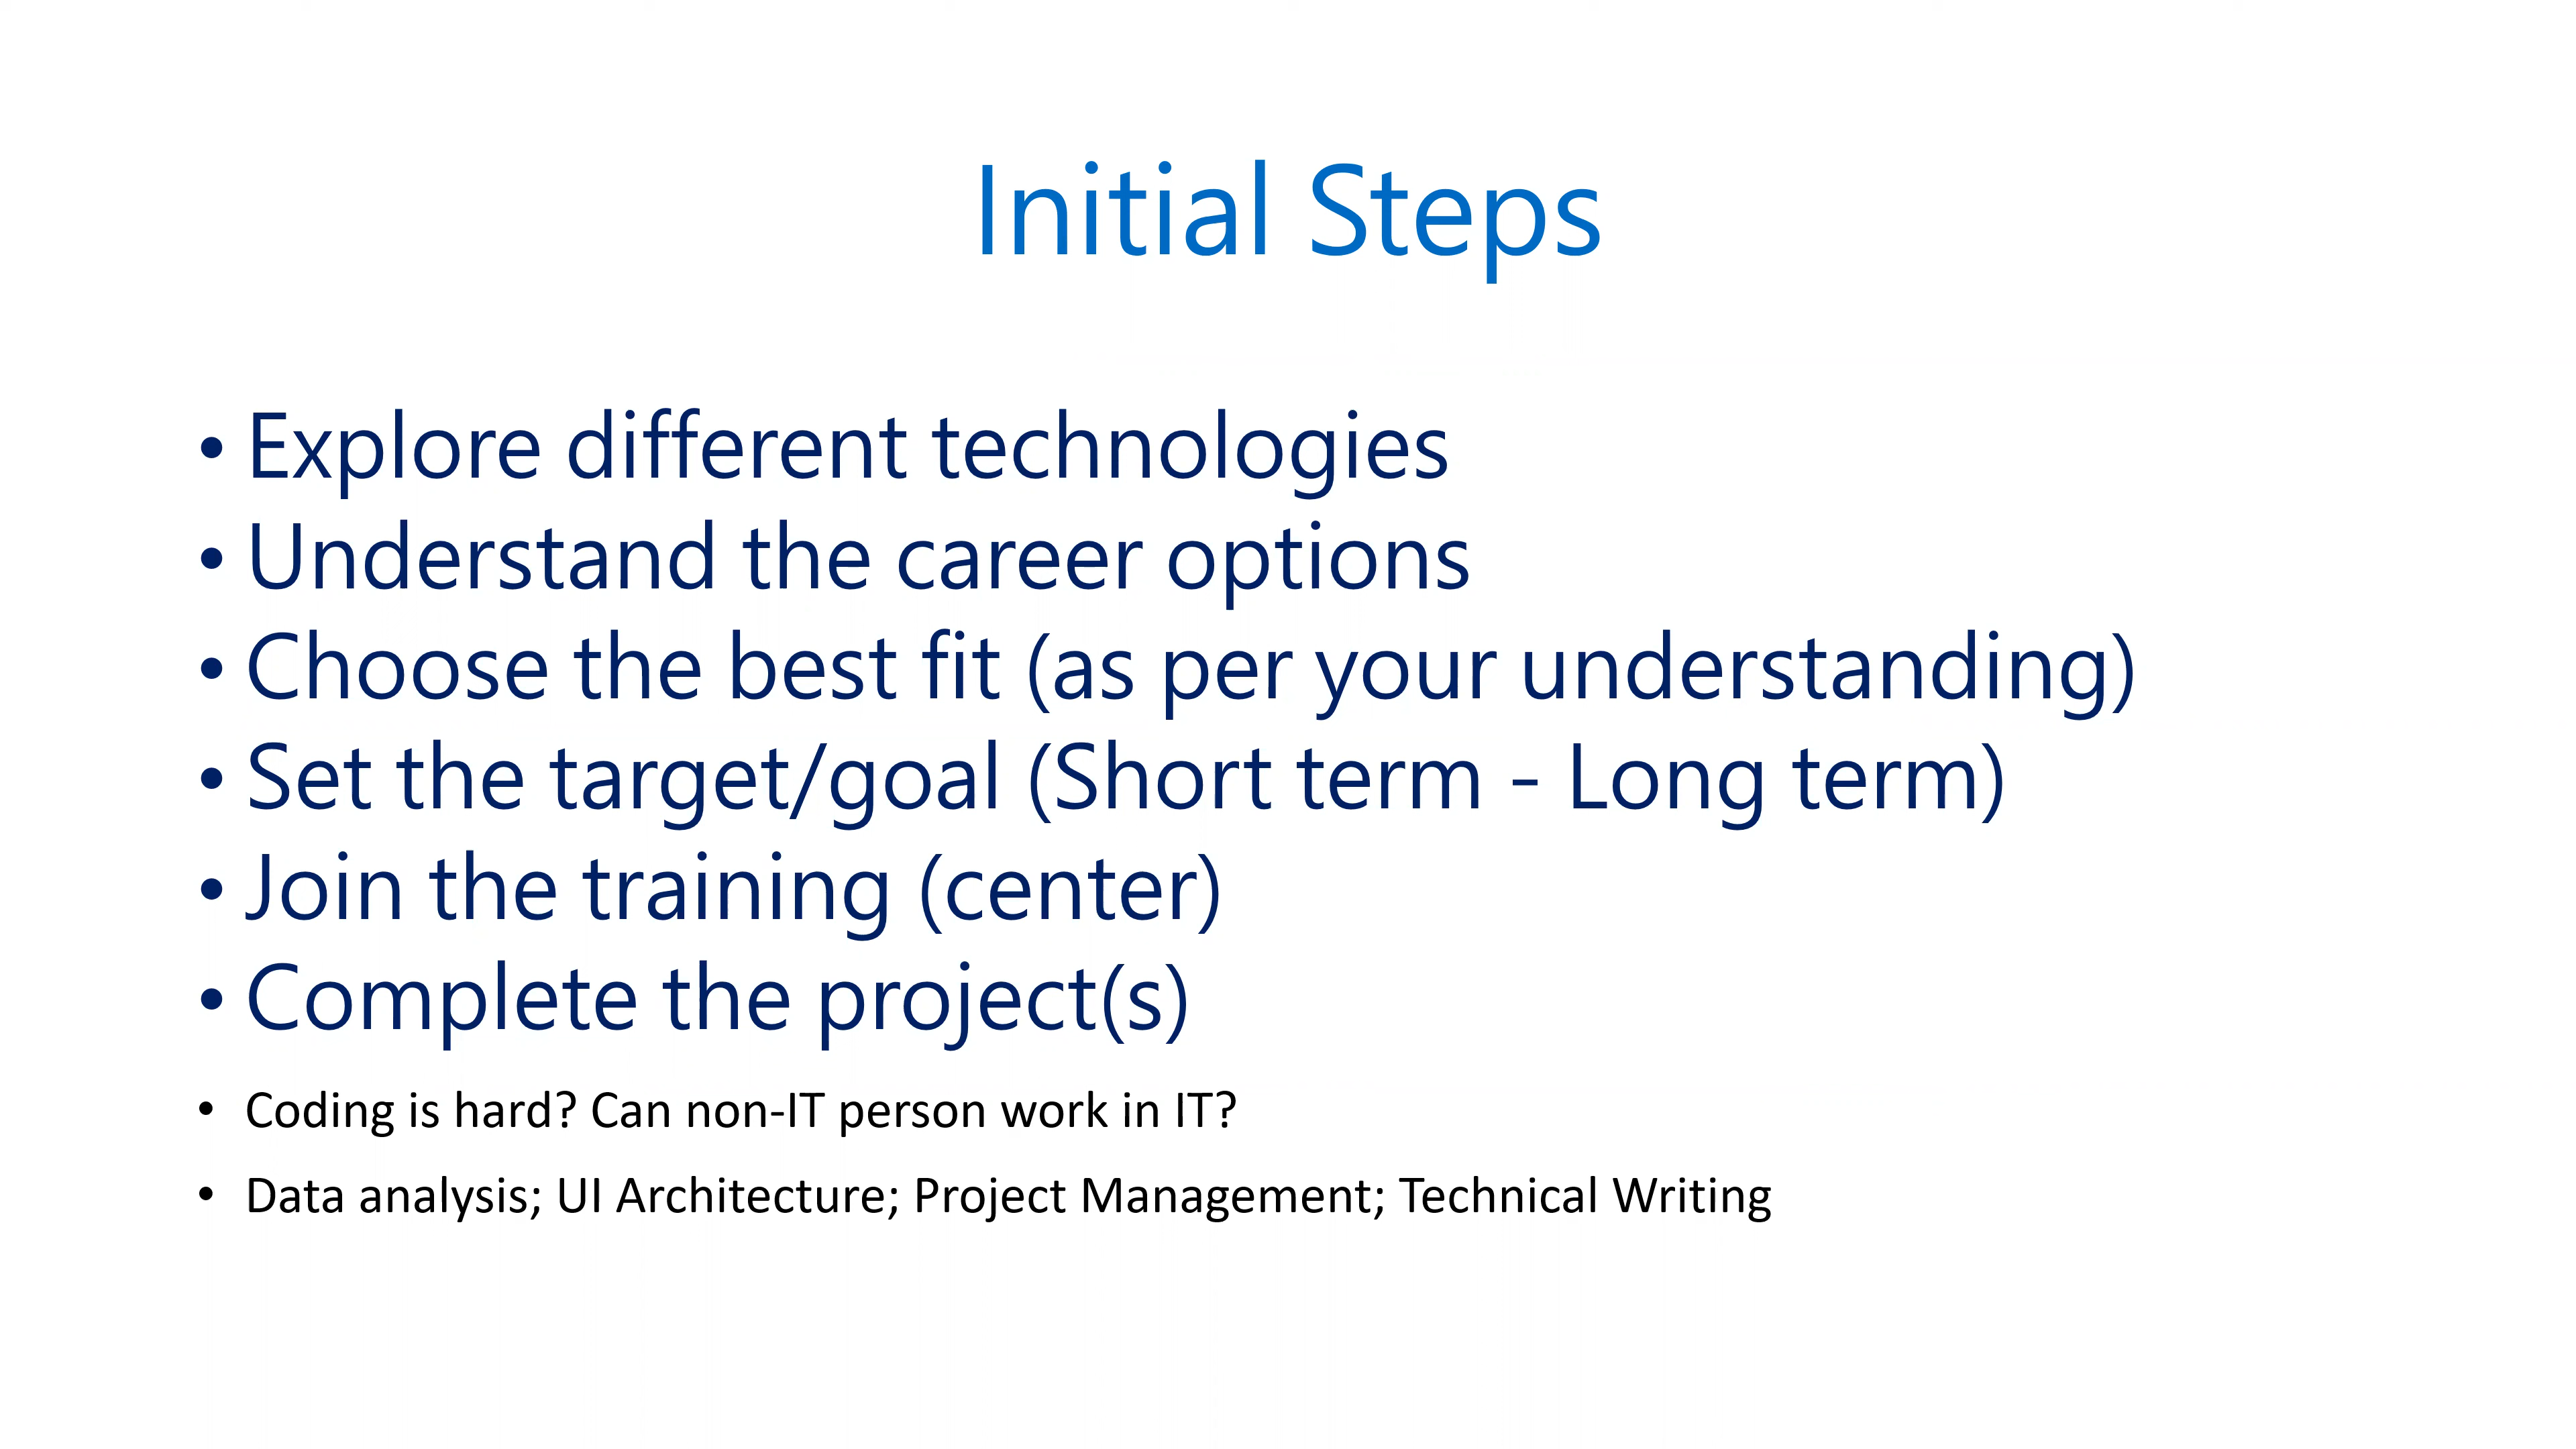 Initial Steps
• Explore different technologies
• Understand the career options
• Choose the best fit (as per your understanding)
• Set the target/goal (Short term - Long term)
• Join the training (center)
• Complete the project(s)
• Coding is hard? Can non-IT person work in IT?
• Data analysis; UI Architecture; Project Management; Technical Writing